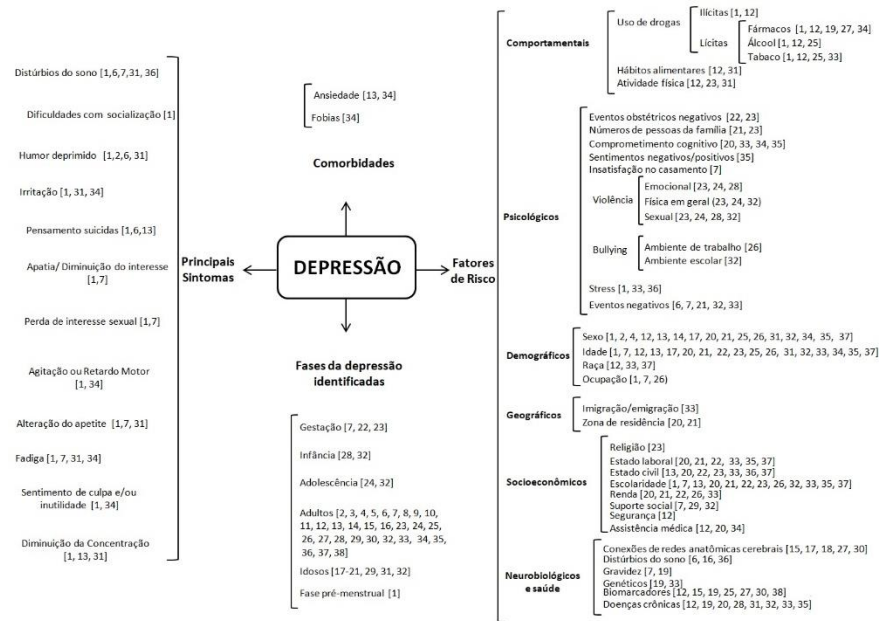 Distúrbios do sono [1,6,7,31, 36]
Dificuldades com socialização [1]
Humor deprimido [1,2,6, 31]
Irritação [1, 31, 34]
Pensamento suicidas [1,6,13]
Apatia/ Diminuição do interesse
[1,7]
Perda de interesse sexual [1,7]
Agitação ou Retardo Motor
[1, 34]
Alteração do apetite [1,7, 31]
Fadiga [1, 7, 31, 34]
Sentimento de culpa e/ou
inutilidade [1, 34]
Diminuição da Concentração
[1, 13, 31]
Principais
Sintomas
Ansiedade [13, 34]
Fobias [34]
Comorbidades
DEPRESSÃO
Fases da depressão
identificadas
Gestação [7, 22, 23]
Infância [28, 32]
Adolescência [24, 32]
Adultos [2, 3, 4, 5, 6, 7, 8, 9, 10,
11, 12, 13, 14, 15, 16, 23, 24, 25,
26, 27, 28, 29, 30, 32, 33, 34, 35,
36, 37, 38]
Idosos [17-21, 29, 31, 32]
Fase pré-menstrual [1]
Fatores
de Risco
Comportamentais
Uso de drogas
Ilícitas [1, 12]
Lícitas
Fármacos [1, 12, 19, 27, 34]
Álcool [1, 12, 25]
Tabaco [1, 12, 25, 33]
Hábitos alimentares [12, 31]
Atividade física [12, 23, 31]
Psicológicos
Eventos obstétricos negativos [22, 23]
Números de pessoas da família [21, 23]
Comprometimento cognitivo [20, 33, 34, 35]
Sentimentos negativos/positivos [35]
Insatisfação no casamento [7]
Violência
Emocional [23, 24, 28]
Física em geral (23, 24, 32)
Sexual [23, 24, 28, 32]
Bullying
Ambiente de trabalho [26]
Ambiente escolar [32]
Stress [1, 33, 36]
Eventos negativos [6, 7, 21, 32, 33]
Demográficos
Sexo [1, 2, 4, 12, 13, 14, 17, 20, 21, 25, 26, 31, 32, 34, 35, 37]
Idade [1, 7, 12, 13, 17, 20, 21, 22, 23, 25, 26, 31, 32, 33, 34, 35, 37]
Raça [12, 33, 37]
Ocupação [1, 7, 26)
Geográficos
Imigração/emigração [33]
Zona de residência [20, 21]
Socioeconômicos
Religião [23]
Estado laboral [20, 21, 22, 33, 35, 37]
Estado civil [13, 20, 22, 23, 33, 36, 37]
Escolaridade [1, 7, 13, 20, 21, 22, 23, 26, 32, 33, 35, 37]
Renda [20, 21, 22, 26, 33]
Suporte social [7, 29, 32]
Segurança [12]
Assistência médica [12, 20, 34]
Neurobiológicos
e saúde
Conexões de redes anatômicas cerebrais [15, 17, 18, 27, 30]
Distúrbios do sono [6, 16, 36]
Gravidez [7, 19]
Genéticos [19, 33]
Biomarcadores [12, 15, 19, 25, 27, 30, 38]
Doenças crônicas [12, 19, 20, 28, 31, 32, 33, 35]